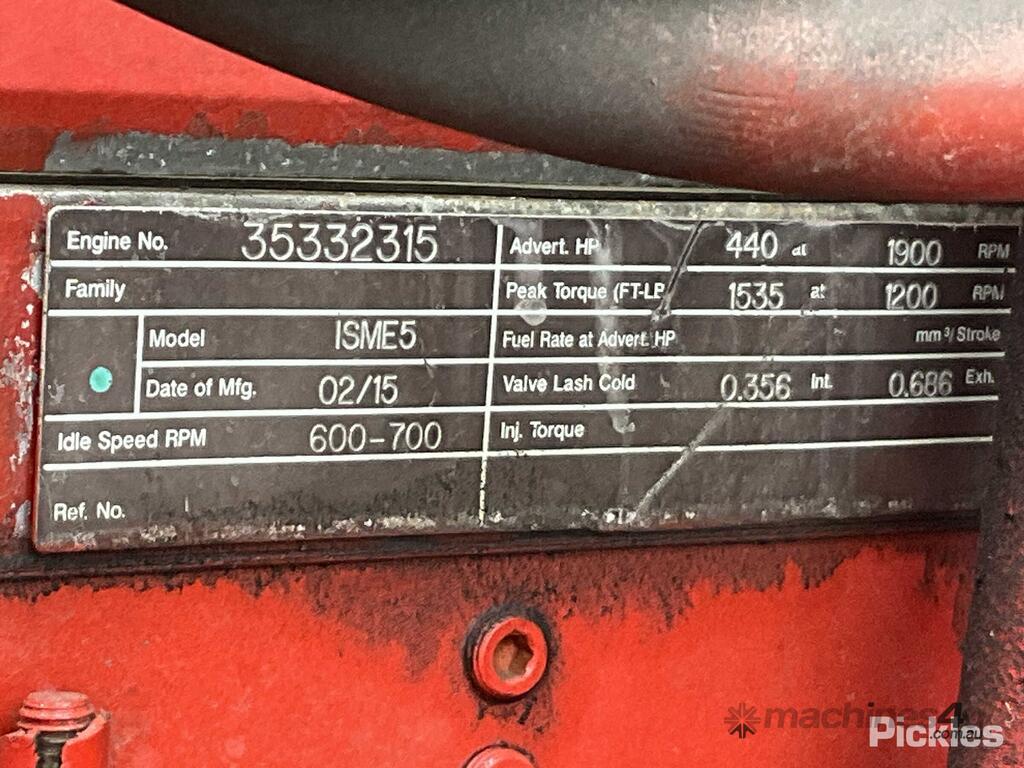 Engine No. 35332315
Advert. HP 440 at 1900 RPM
Family
Peak Torque (FT-LB 1535 at 1200 RPM
Model ISME5
Fuel Rate at Advert. HP mm³/Stroke
Date of Mfg. 02/15
Valve Lash Cold 0.356 Int. 0.686 Exh.
Idle Speed RPM 600-700
Inj. Torque
Ref. No.
machines4u
.com.au
Pickles